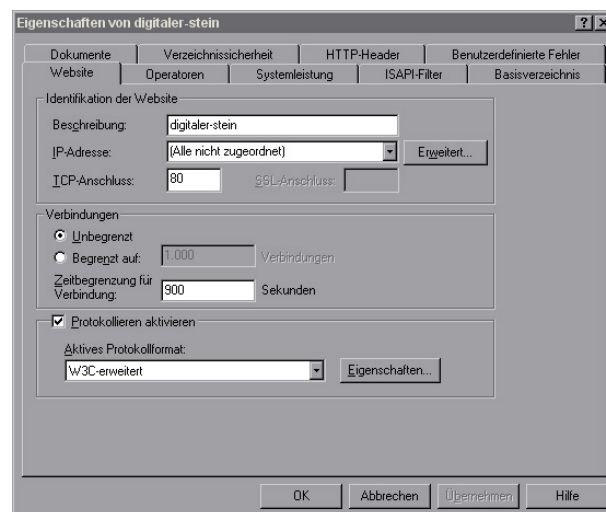 Eigenschaften von digitaler-stein
Dokumente Verzeichnissicherheit HTTP-Header Benutzerdefinierte Fehler
Website Operatoren Systemleistung ISAPI-Filter Basisverzeichnis
Identifikation der Website
Beschreibung: digitaler-stein
IP-Adresse: (Alle nicht zugeordnet) Erweitert...
TCP-Anschluss: 80 SSL-Anschluss:
Verbindungen
Unbegrenzt
Begrenzt auf: 1.000 Verbindungen
Zeitbegrenzung für
Verbindung: 900 Sekunden
Protokollieren aktivieren
Aktives Protokollformat:
W3C-erweitert Eigenschaften...
OK Abbrechen Übernehmen Hilfe